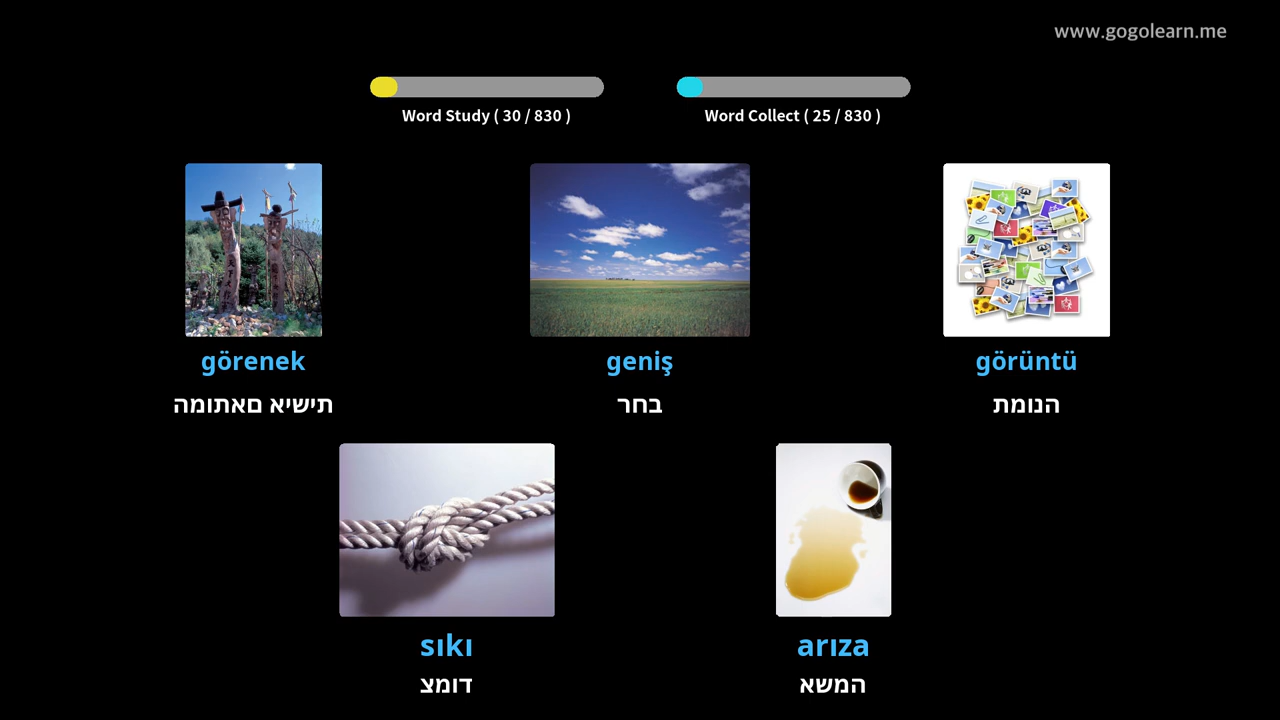 www.gogolearn.me
Word Study ( 30 / 830 )
Word Collect ( 25 / 830 )
görenek
geniş
görüntü
תישיא םאתומה
בחר
הנומת
sıkı
arıza
דומצ
המשא